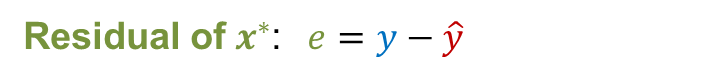 Residual of x*: e = y − ŷ